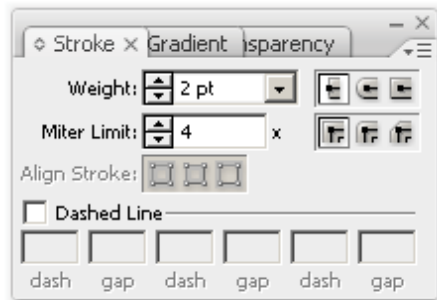 Stroke Gradient nsparency
Weight: 2 pt
Miter Limit: 4 x
Align Stroke:
Dashed Line
dash gap dash gap dash gap